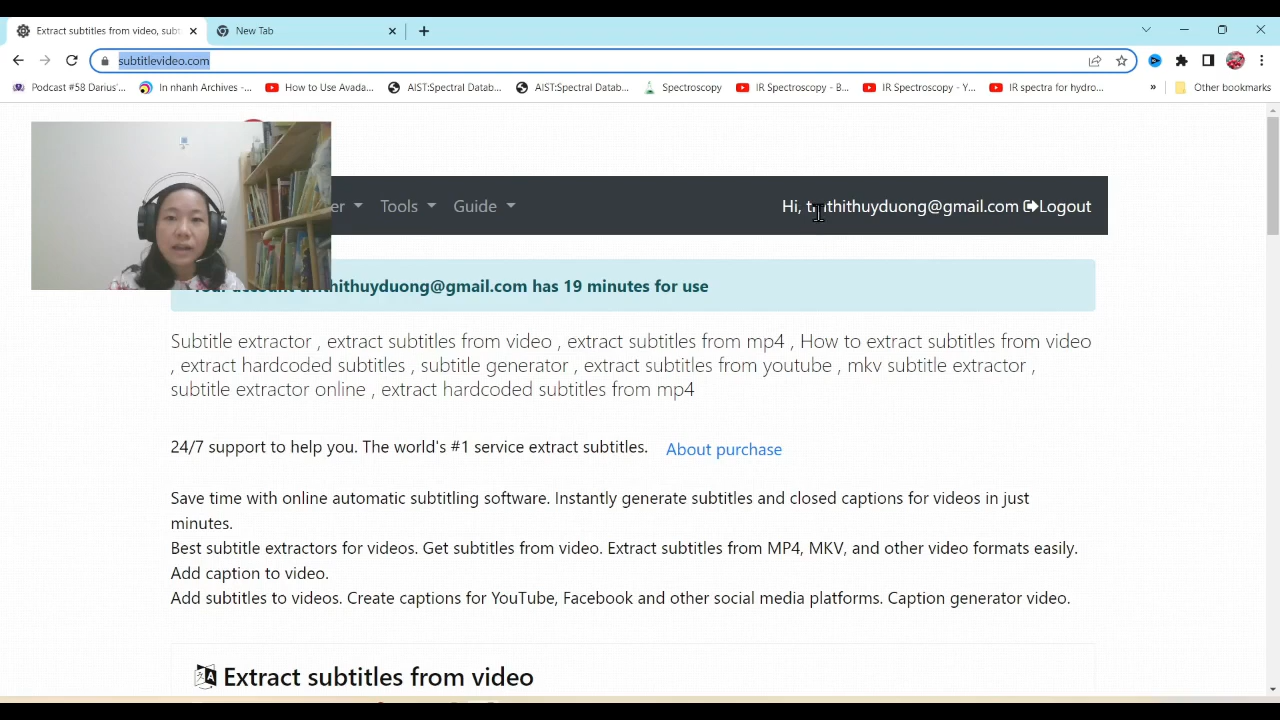 Extract subtitles from video, subt
New Tab
subtitlevideo.com
Podcast #58 Darius'...
In nhanh Archives -...
How to Use Avada...
AIST:Spectral Datab...
AIST:Spectral Datab...
Spectroscopy
IR Spectroscopy - B...
IR Spectroscopy - Y...
IR spectra for hydro...
»
Other bookmarks
Tools
Guide
Hi, truthithuyduong@gmail.com Logout
has 19 minutes for use
Subtitle extractor , extract subtitles from video , extract subtitles from mp4 , How to extract subtitles from video
, extract hardcoded subtitles , subtitle generator , extract subtitles from youtube , mkv subtitle extractor ,
subtitle extractor online , extract hardcoded subtitles from mp4
24/7 support to help you. The world's #1 service extract subtitles.
About purchase
Save time with online automatic subtitling software. Instantly generate subtitles and closed captions for videos in just
minutes.
Best subtitle extractors for videos. Get subtitles from video. Extract subtitles from MP4, MKV, and other video formats easily.
Add caption to video.
Add subtitles to videos. Create captions for YouTube, Facebook and other social media platforms. Caption generator video.
Extract subtitles from video